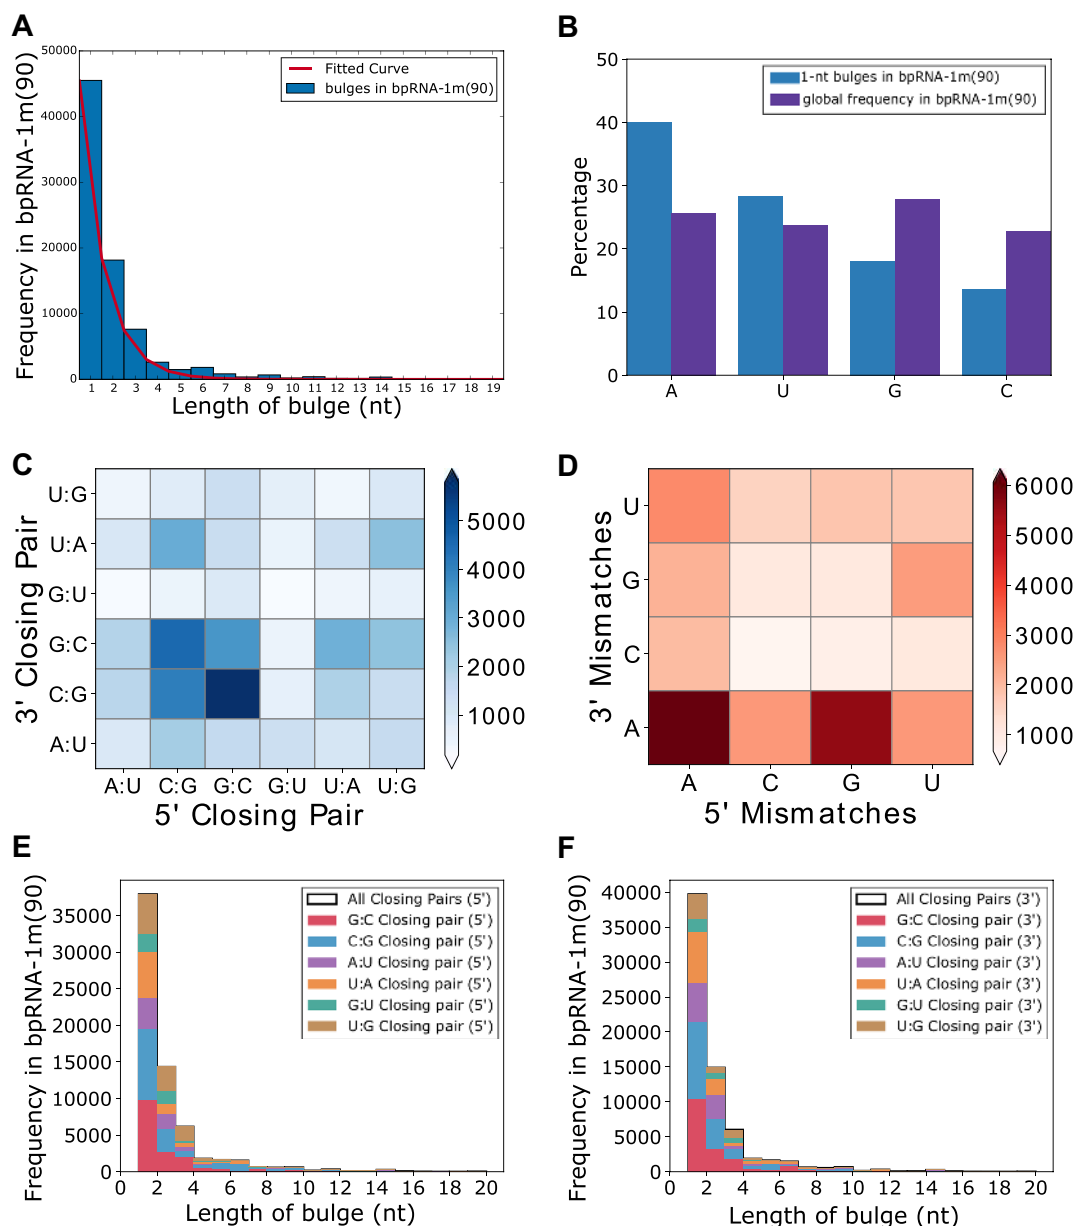 A
50000
40000
30000
20000
10000
0
Frequency in bpRNA-1m(90)
Fitted Curve
bulges in bpRNA-1m(90)
1 2 3 4 5 6 7 8 9 10 11 12 13 14 15 16 17 18 19
Length of bulge (nt)
B
50
40
30
20
10
0
Percentage
1-nt bulges in bpRNA-1m(90)
global frequency in bpRNA-1m(90)
A U G C
C
3' Closing Pair
U:G
U:A
G:U
G:C
C:G
A:U
A:U C:G G:C G:U U:A U:G
5' Closing Pair
5000
4000
3000
2000
1000
D
3' Mismatches
U
G
C
A
A C G U
5' Mismatches
6000
5000
4000
3000
2000
1000
E
Frequency in bpRNA-1m(90)
35000
30000
25000
20000
15000
10000
5000
0
All Closing Pairs (5')
G:C Closing pair (5')
C:G Closing pair (5')
A:U Closing pair (5')
U:A Closing pair (5')
G:U Closing pair (5')
U:G Closing pair (5')
0 2 4 6 8 10 12 14 16 18 20
Length of bulge (nt)
F
Frequency in bpRNA-1m(90)
40000
35000
30000
25000
20000
15000
10000
5000
0
All Closing Pairs (3')
G:C Closing pair (3')
C:G Closing pair (3')
A:U Closing pair (3')
U:A Closing pair (3')
G:U Closing pair (3')
U:G Closing pair (3')
0 2 4 6 8 10 12 14 16 18 20
Length of bulge (nt)